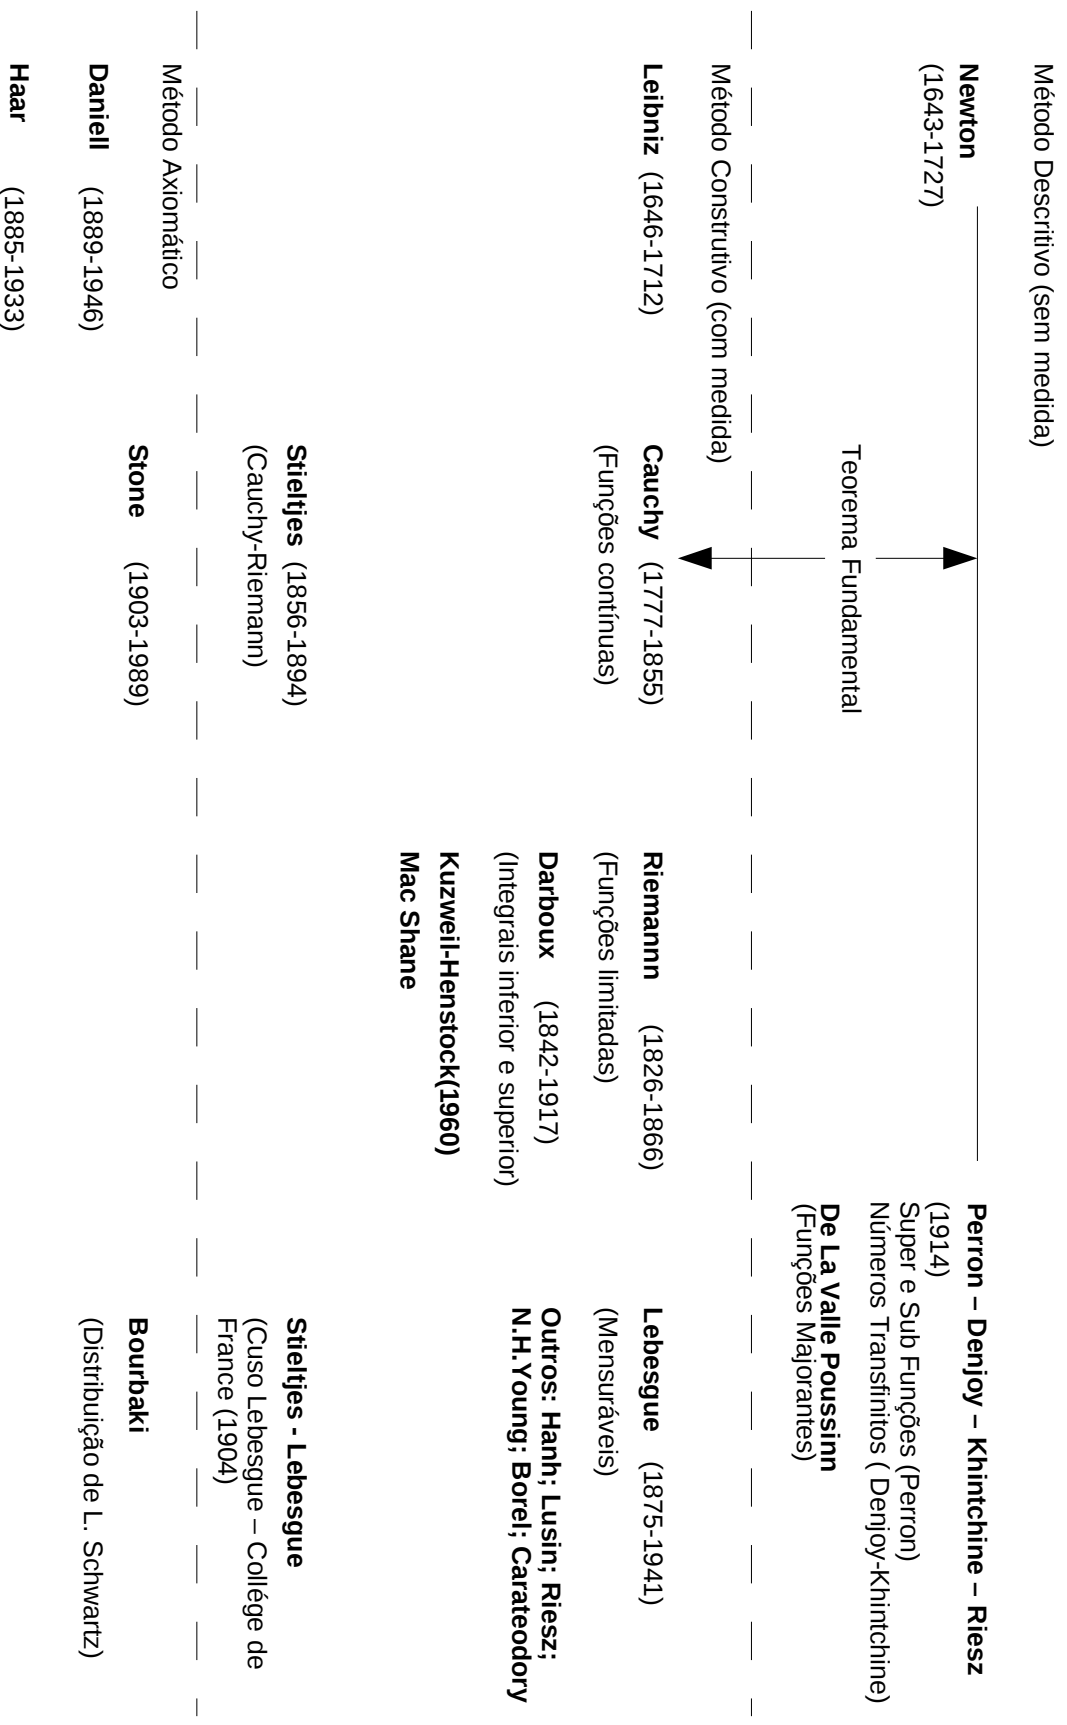 Método Descritivo (sem medida)
Newton
(1643-1727)
Perron – Denjoy – Khintchine – Riesz
(1914)
Super e Sub Funções (Perron)
Números Transfinitos ( Denjoy-Khintchine)
Teorema Fundamental
De La Valle Poussinn
(Funções Majorantes)
Método Construtivo (com medida)
Leibniz (1646-1712)
Cauchy (1777-1855)
(Funções contínuas)
Riemannn (1826-1866)
(Funções limitadas)
Darboux (1842-1917)
(Integrais inferior e superior)
Kuzweil-Henstock(1960)
Mac Shane
Lebesgue (1875-1941)
(Mensuráveis)
Outros: Hanh; Lusin; Riesz;
N.H.Young; Borel; Carateodory
Stieltjes (1856-1894)
(Cauchy-Riemann)
Stieltjes - Lebesgue
(Cuso Lebesgue – Collége de
France (1904)
Método Axiomático
Daniell (1889-1946)
Haar (1885-1933)
Stone (1903-1989)
Bourbaki
(Distribuição de L. Schwartz)